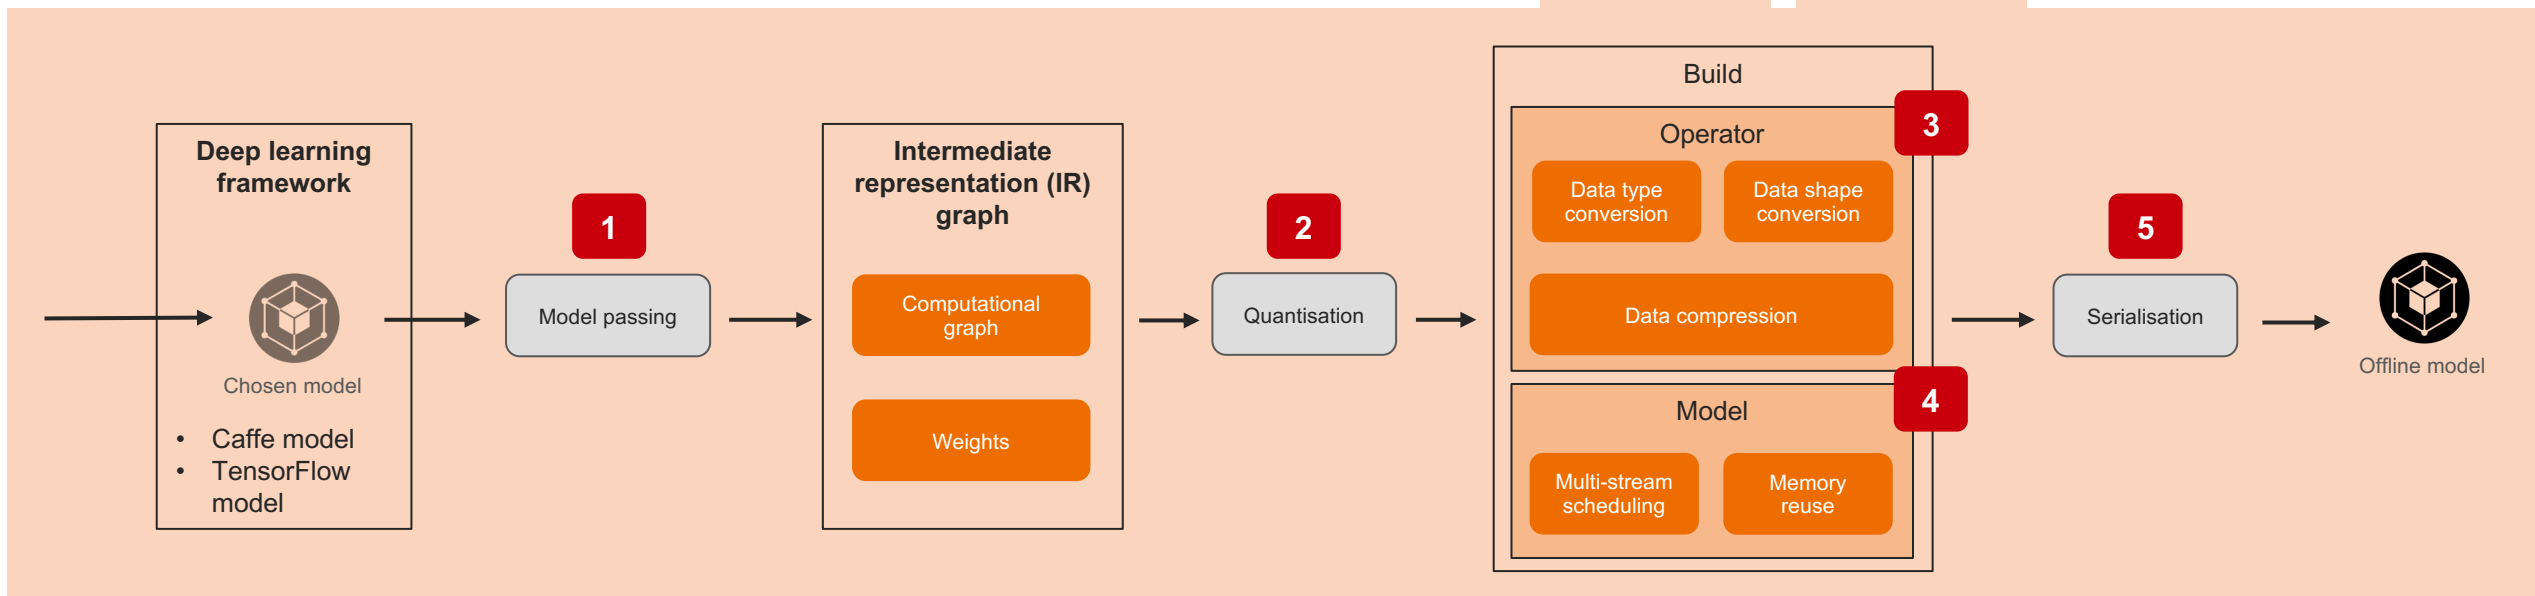 Deep learning
framework
Chosen model
• Caffe model
• TensorFlow
model
1
Model passing
Intermediate
representation (IR)
graph
Computational
graph
Weights
2
Quantisation
Build
3
Operator
Data type
conversion
Data shape
conversion
Data compression
4
Model
Multi-stream
scheduling
Memory
reuse
5
Serialisation
Offline model